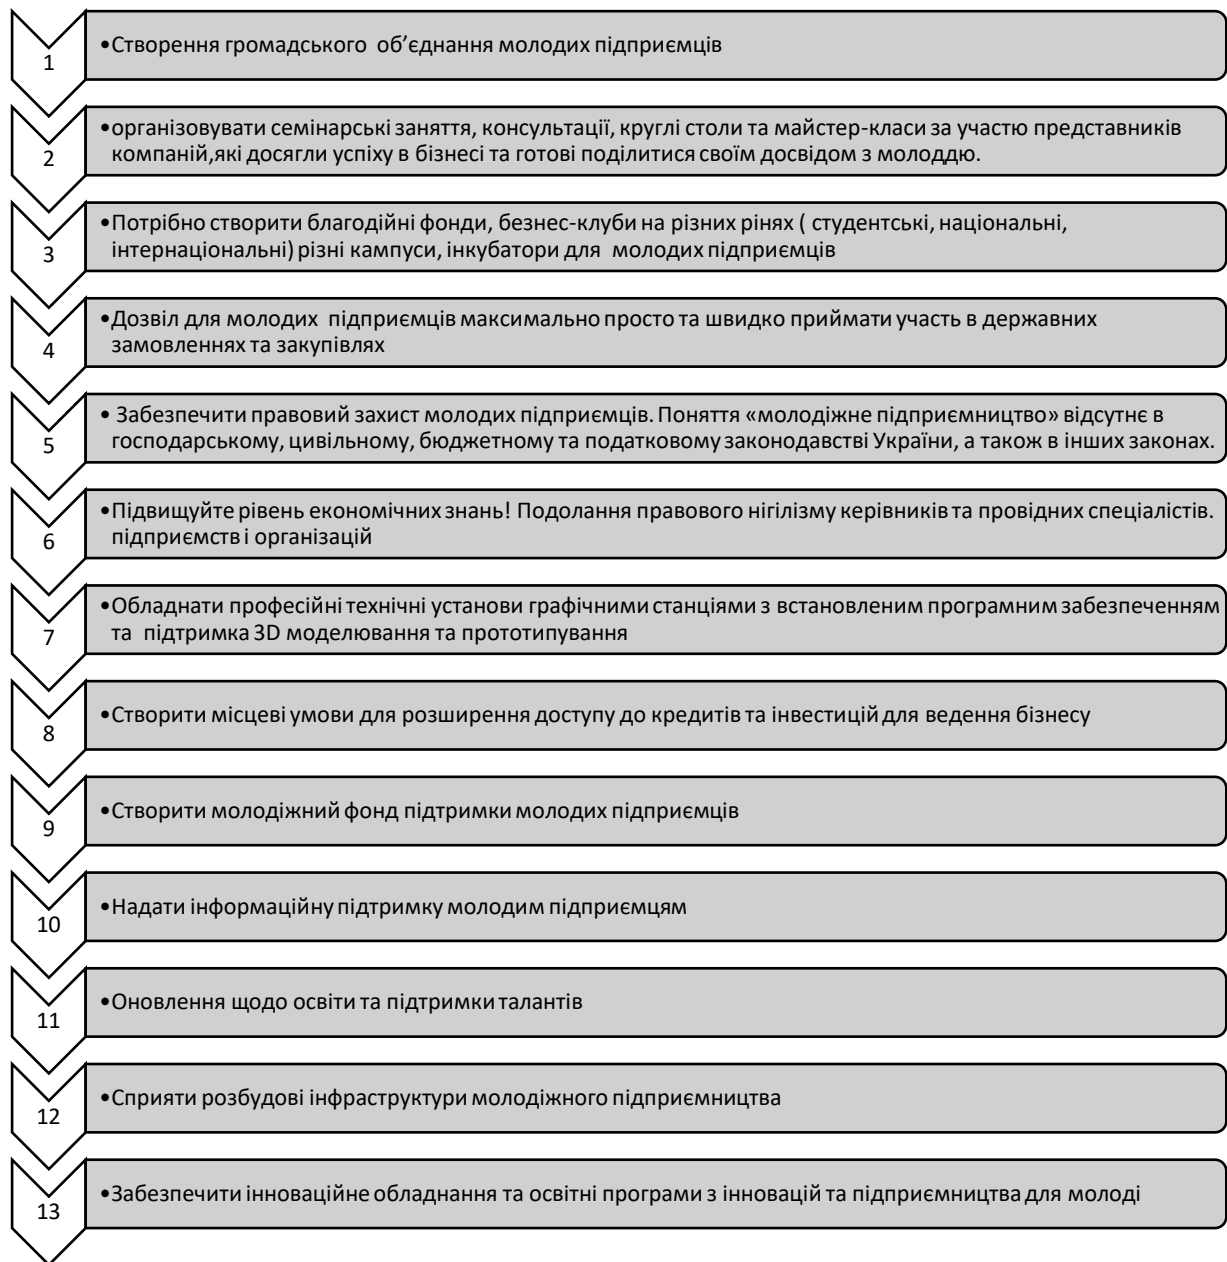 1
•Створення громадського об’єднання молодих підприємців
2
•організовувати семінарські заняття, консультації, круглі столи та майстер-класи за участю представників
компаній,які досягли успіху в бізнесі та готові поділитися своїм досвідом з молоддю.
3
•Потрібно створити благодійні фонди, безнес-клуби на різних рінях ( студентські, національні,
інтернаціональні) різні кампуси, інкубатори для молодих підприємців
4
•Дозвіл для молодих підприємців максимально просто та швидко приймати участь в державних
замовленнях та закупівлях
5
• Забезпечити правовий захист молодих підприємців. Поняття «молодіжне підприємництво» відсутнє в
господарському, цивільному, бюджетному та податковому законодавстві України, а також в інших законах.
6
•Підвищуйте рівень економічних знань! Подолання правового нігілізму керівників та провідних спеціалістів.
підприємств і організацій
7
•Обладнати професійні технічні установи графічними станціями з встановленим програмним забезпеченням
та підтримка 3D моделювання та прототипування
8
•Створити місцеві умови для розширення доступу до кредитів та інвестицій для ведення бізнесу
9
•Створити молодіжний фонд підтримки молодих підприємців
10
•Надати інформаційну підтримку молодим підприємцям
11
•Оновлення щодо освіти та підтримки талантів
12
•Сприяти розбудові інфраструктури молодіжного підприємництва
13
•Забезпечити інноваційне обладнання та освітні програми з інновацій та підприємництва для молоді